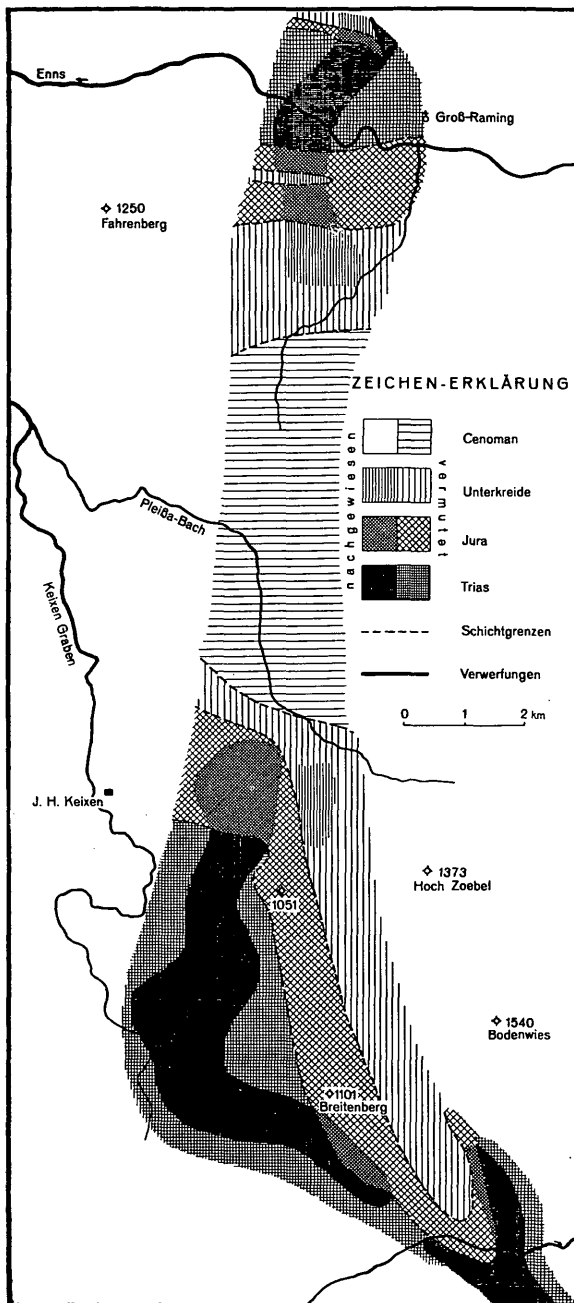 Enns
Groß-Raming
1250
Fahrenberg
ZEICHEN-ERKLÄRUNG
nachgewiesen
vermutet
Cenoman
Unterkreide
Jura
Trias
Schichtgrenzen
Verwerfungen
0 1 2 km
Pleißa-Bach
Keixen Graben
J. H. Keixen
1051
1373
Hoch Zoebel
1540
Bodenwies
1101
Breitenberg